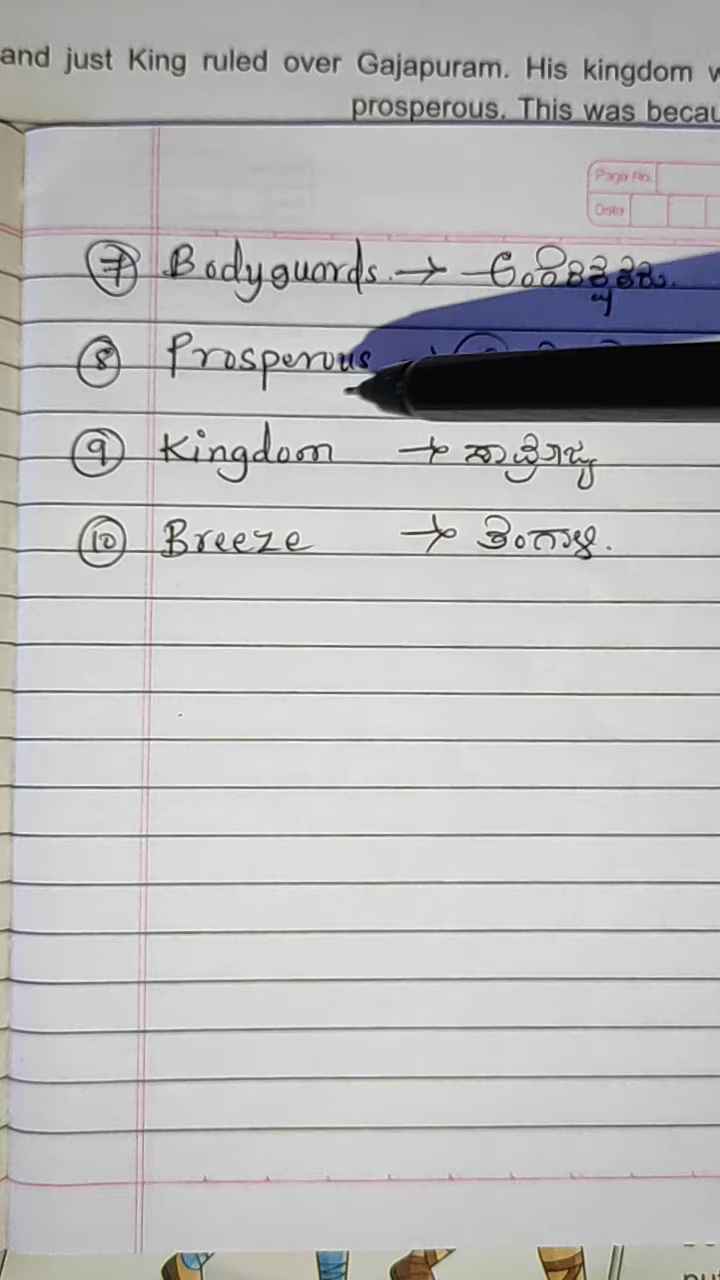 and just King ruled over Gajapuram. His kingdom
prosperous. This was becau
Page No.
Date
7 Bodyguards → ಅಂಗರಕ್ಷಕರು.
8 Prosperous
9 Kingdom → ಸಾಮ್ರಾಜ್ಯ
10 Breeze → ತಂಗಾಳಿ.